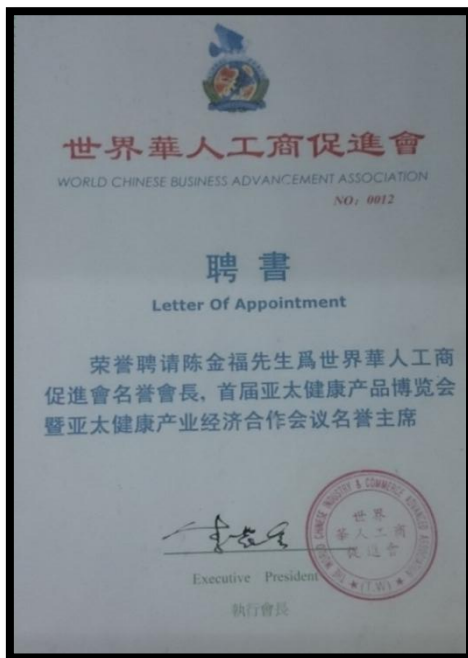 世界華人工商促進會
WORLD CHINESE BUSINESS ADVANCEMENT ASSOCIATION
NO: 0012
聘書
Letter Of Appointment
荣誉聘请陈金福先生爲世界華人工商
促進會名誉會長，首届亚太健康产品博览会
暨亚太健康产业经济合作会议名誉主席
世界
華人工商
促進會
Executive President
執行會長